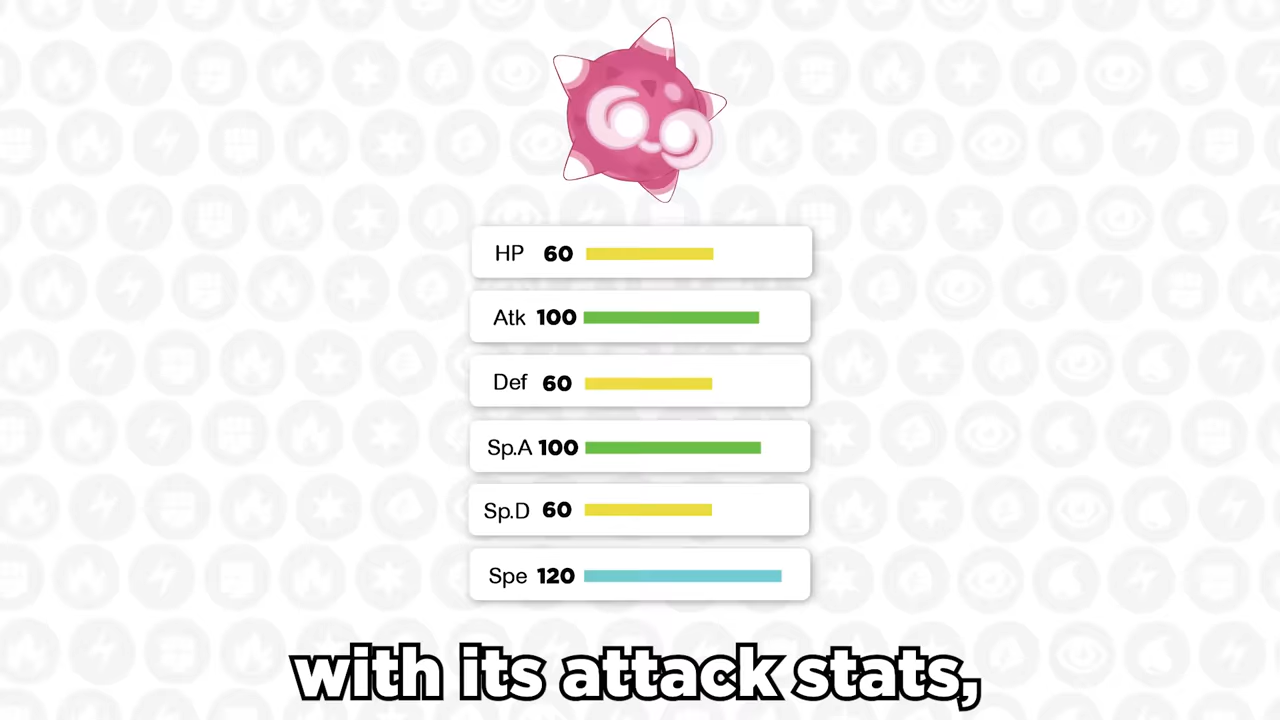 HP 60
Atk 100
Def 60
Sp.A 100
Sp.D 60
Spe 120
with its attack stats,